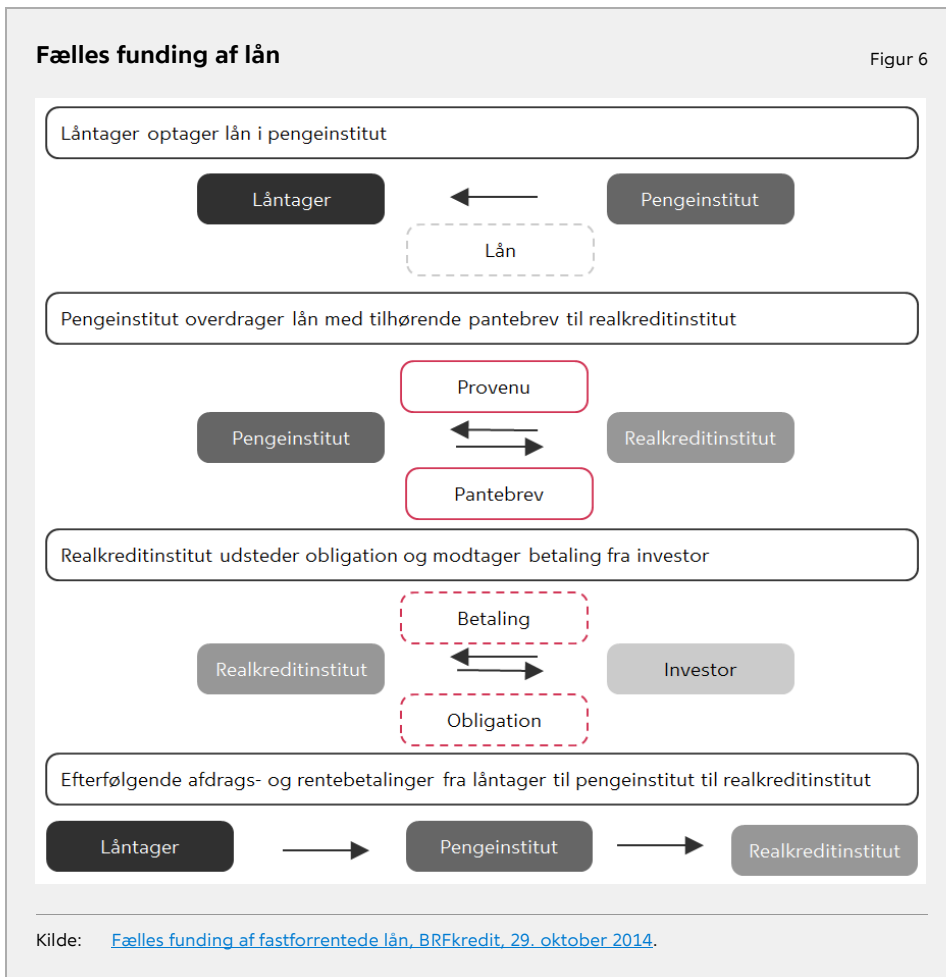 Fælles funding af lån
Figur 6
Låntager optager lån i pengeinstitut
Låntager
Pengeinstitut
Lån
Pengeinstitut overdrager lån med tilhørende pantebrev til realkreditinstitut
Provenu
Pengeinstitut
Realkreditinstitut
Pantebrev
Realkreditinstitut udsteder obligation og modtager betaling fra investor
Betaling
Realkreditinstitut
Investor
Obligation
Efterfølgende afdrags- og rentebetalinger fra låntager til pengeinstitut til realkreditinstitut
Låntager
Pengeinstitut
Realkreditinstitut
Kilde: Fælles funding af fastforrentede lån, BRFkredit, 29. oktober 2014.